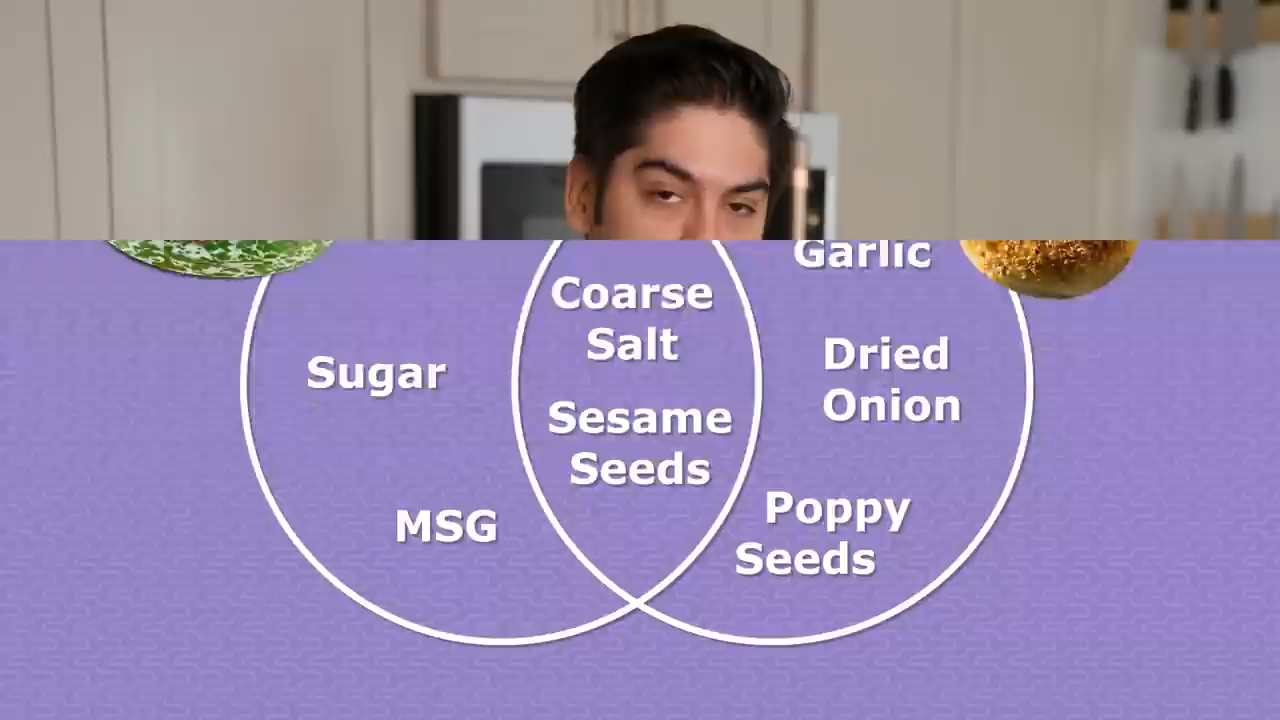 Garlic
Coarse
Salt
Dried
Onion
Sugar
Sesame
Seeds
Poppy
Seeds
MSG